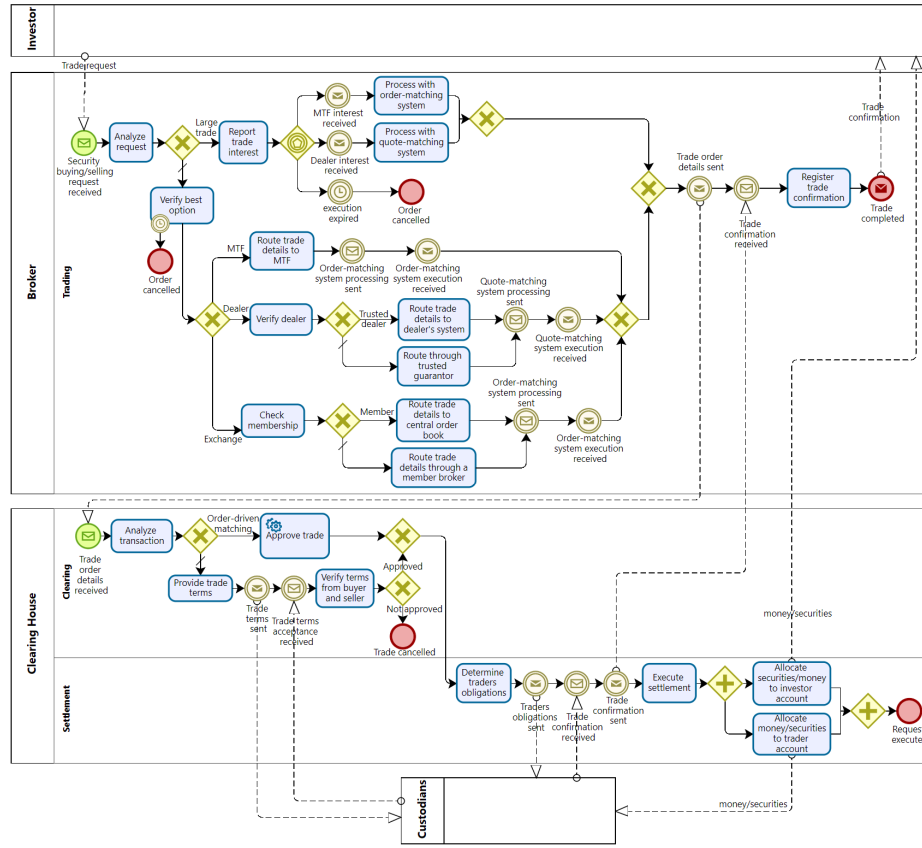 Investor
Trade request
Broker
Trading
Security
buying/selling
request
received
Analyze
request
Large
trade
Report
trade
interest
MTF interest
received
Process with
order-matching
system
Dealer interest
received
Process with
quote-matching
system
execution
expired
Order
cancelled
Verify best
option
Order
cancelled
MTF
Route trade
details to
MTF
Order-matching
system processing
sent
Order-matching
system execution
received
Dealer
Verify dealer
Trusted
dealer
Route trade
details to
dealer's system
Route through
trusted
guarantor
Quote-matching
system processing
sent
Quote-matching
system execution
received
Exchange
Check
membership
Member
Route trade
details to
central order
book
Route trade
details through a
member broker
Order-matching
system processing
sent
Order-matching
system execution
received
Trade order
details sent
Trade
confirmation
received
Register
trade
confirmation
Trade
completed
Trade
confirmation
Clearing House
Clearing
Trade
order
details
received
Analyze
transaction
Order-driven
matching
Approve trade
Provide trade
terms
Trade
terms
sent
Trade terms
acceptance
received
Verify terms
from buyer
and seller
Approved
Not approved
Trade cancelled
Settlement
Determine
traders
obligations
Traders
obligations
sent
Trade
confirmation
received
Trade
confirmation
sent
Execute
settlement
Allocate
securities/money
to investor
account
Allocate
money/securities
to trader
account
Request
execute
money/securities
Custodians
money/securities